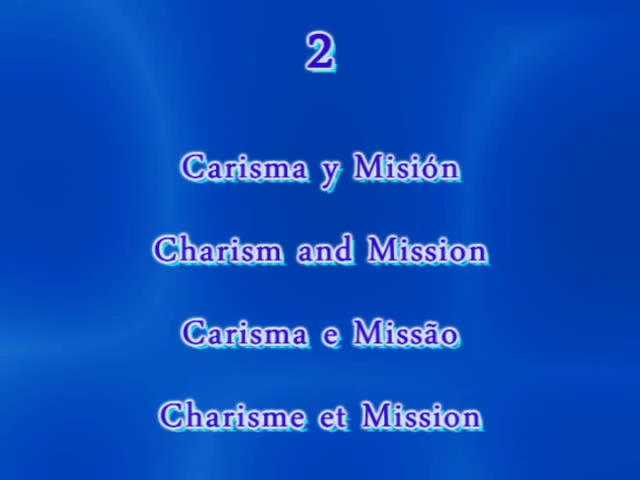 2
Carisma y Misión
Charism and Mission
Carisma e Missão
Charisme et Mission